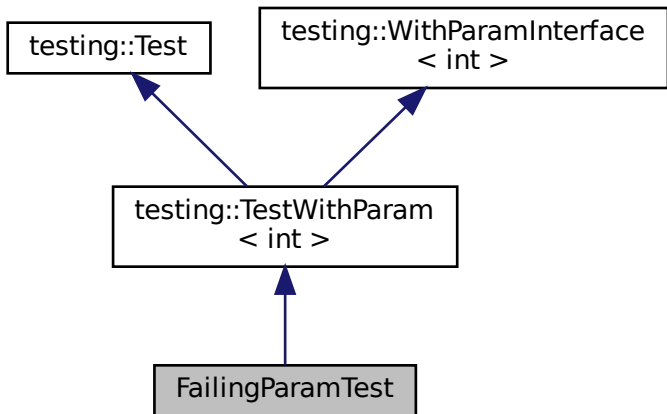 testing::Test
testing::WithParamInterface
< int >
testing::TestWithParam
< int >
FailingParamTest